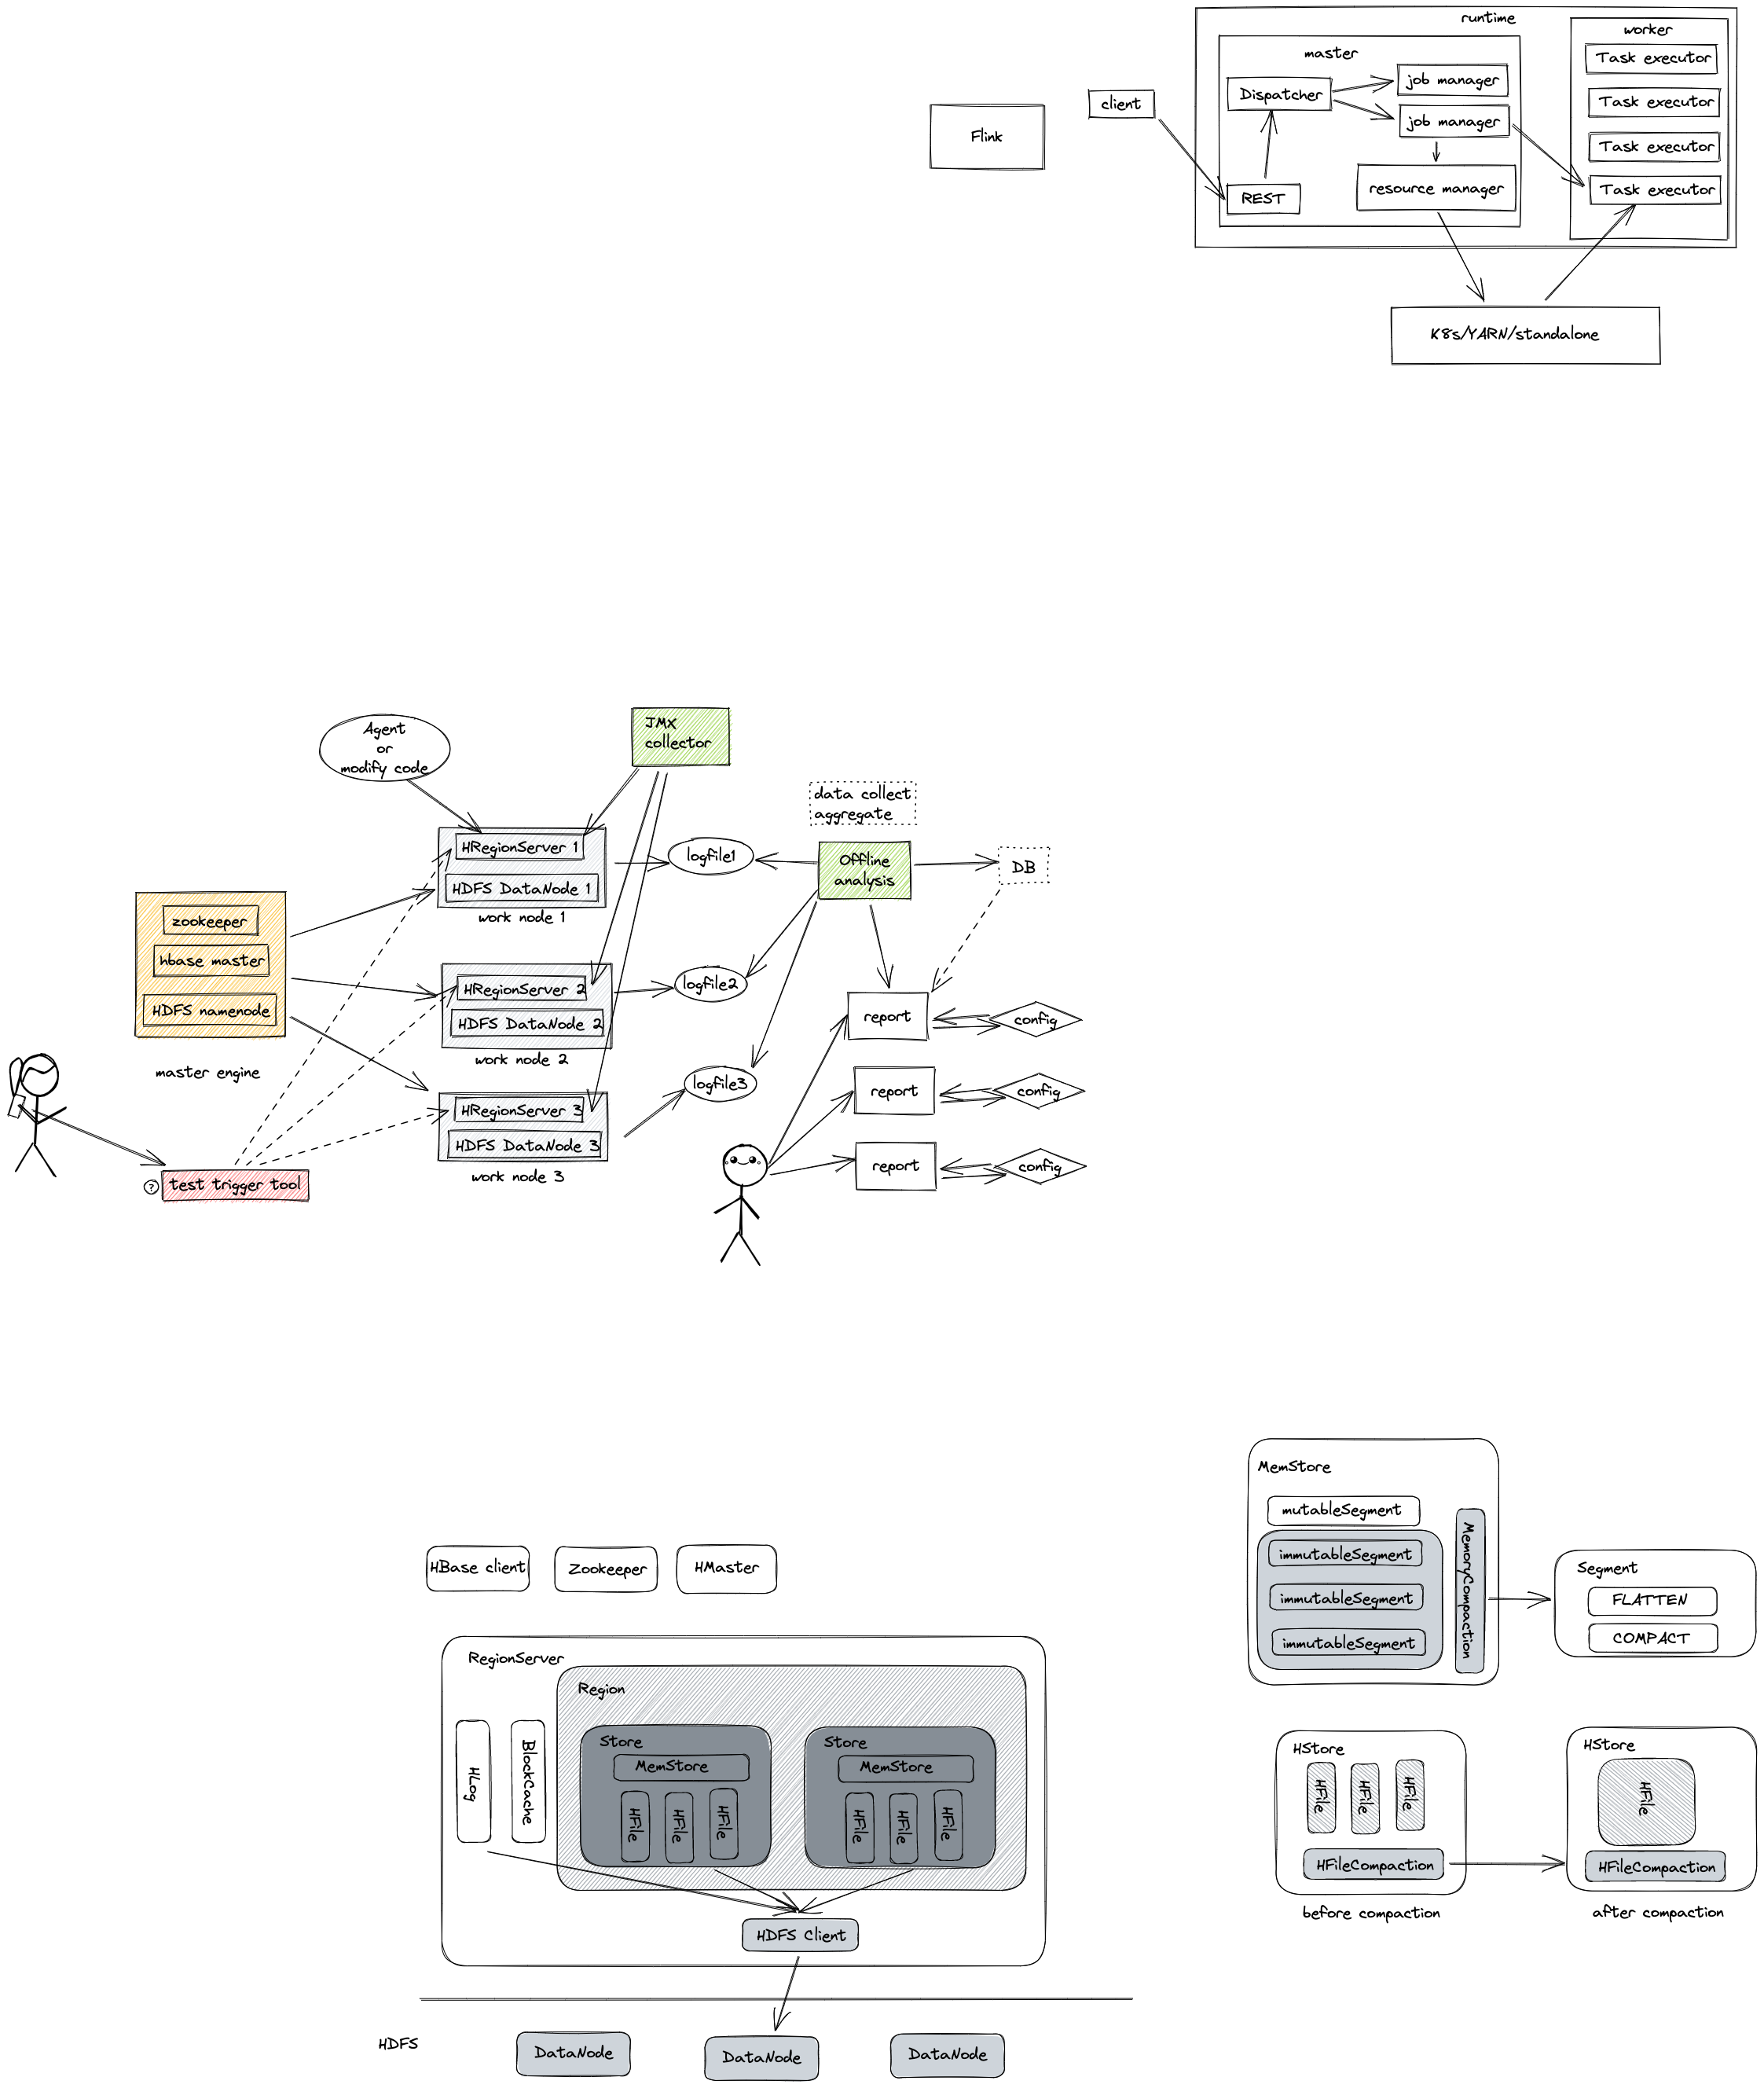 runtime
master
worker
Task executor
Dispatcher
job manager
client
Task executor
job manager
Flink
Task executor
resource manager
Task executor
REST
K8s/YARN/standalone
Agent
or
modify code
JMX
collector
data collect
aggregate
HRegionServer 1
logfile1
Offline
analysis
DB
HDFS DataNode 1
work node 1
zookeeper
hbase master
HDFS namenode
master engine
HRegionServer 2
logfile2
HDFS DataNode 2
work node 2
report
config
HRegionServer 3
logfile3
report
config
HDFS DataNode 3
work node 3
report
config
?
test trigger tool
MemStore
mutableSegment
immutableSegment
immutableSegment
immutableSegment
MemoryCompaction
Segment
FLATTEN
COMPACT
HBase client
Zookeeper
HMaster
RegionServer
Region
HLog
BlockCache
Store
MemStore
HFile
HFile
HFile
Store
MemStore
HFile
HFile
HFile
HDFS Client
HDFS
DataNode
DataNode
DataNode
HStore
HFile
HFile
HFile
HFileCompaction
before compaction
HStore
HFile
HFileCompaction
after compaction